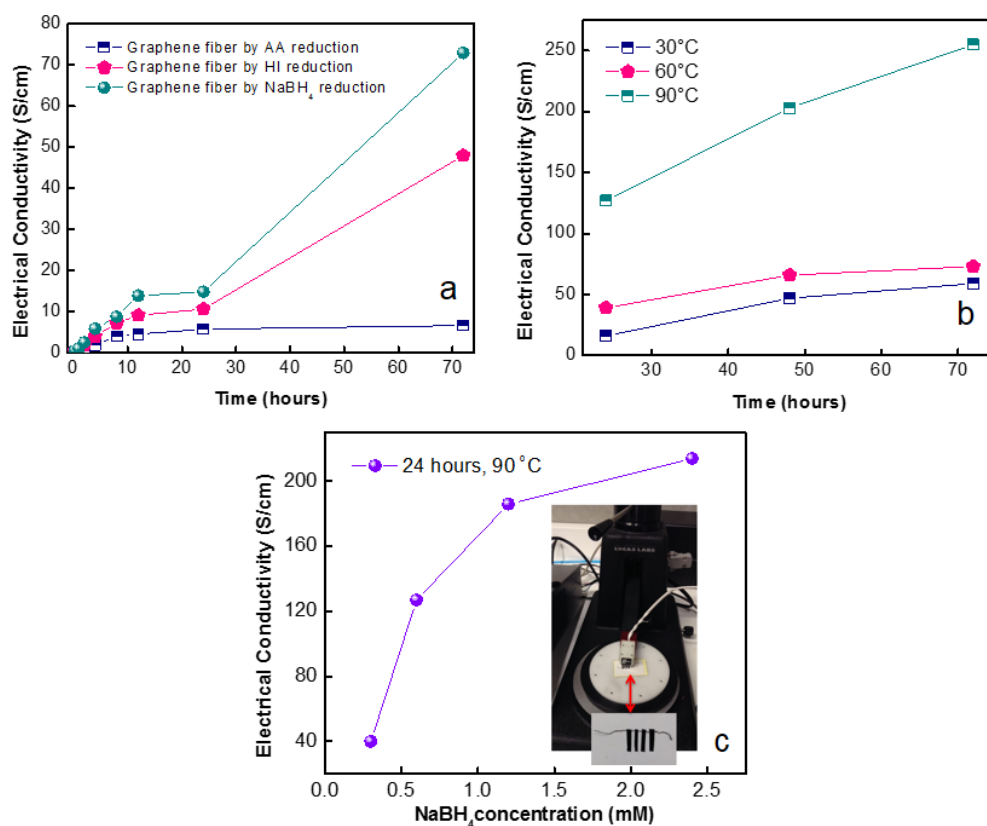 80
70
60
50
40
30
20
10
0
Graphene fiber by AA reduction
Graphene fiber by HI reduction
Graphene fiber by NaBH₄ reduction
Electrical Conductivity (S/cm)
a
0 10 20 30 40 50 60 70
Time (hours)
250
200
150
100
50
0
30°C
60°C
90°C
Electrical Conductivity (S/cm)
b
30 40 50 60 70
Time (hours)
200
160
120
80
40
24 hours, 90°C
Electrical Conductivity (S/cm)
LUCAS LABS
c
0.0 0.5 1.0 1.5 2.0 2.5
NaBH₄concentration (mM)